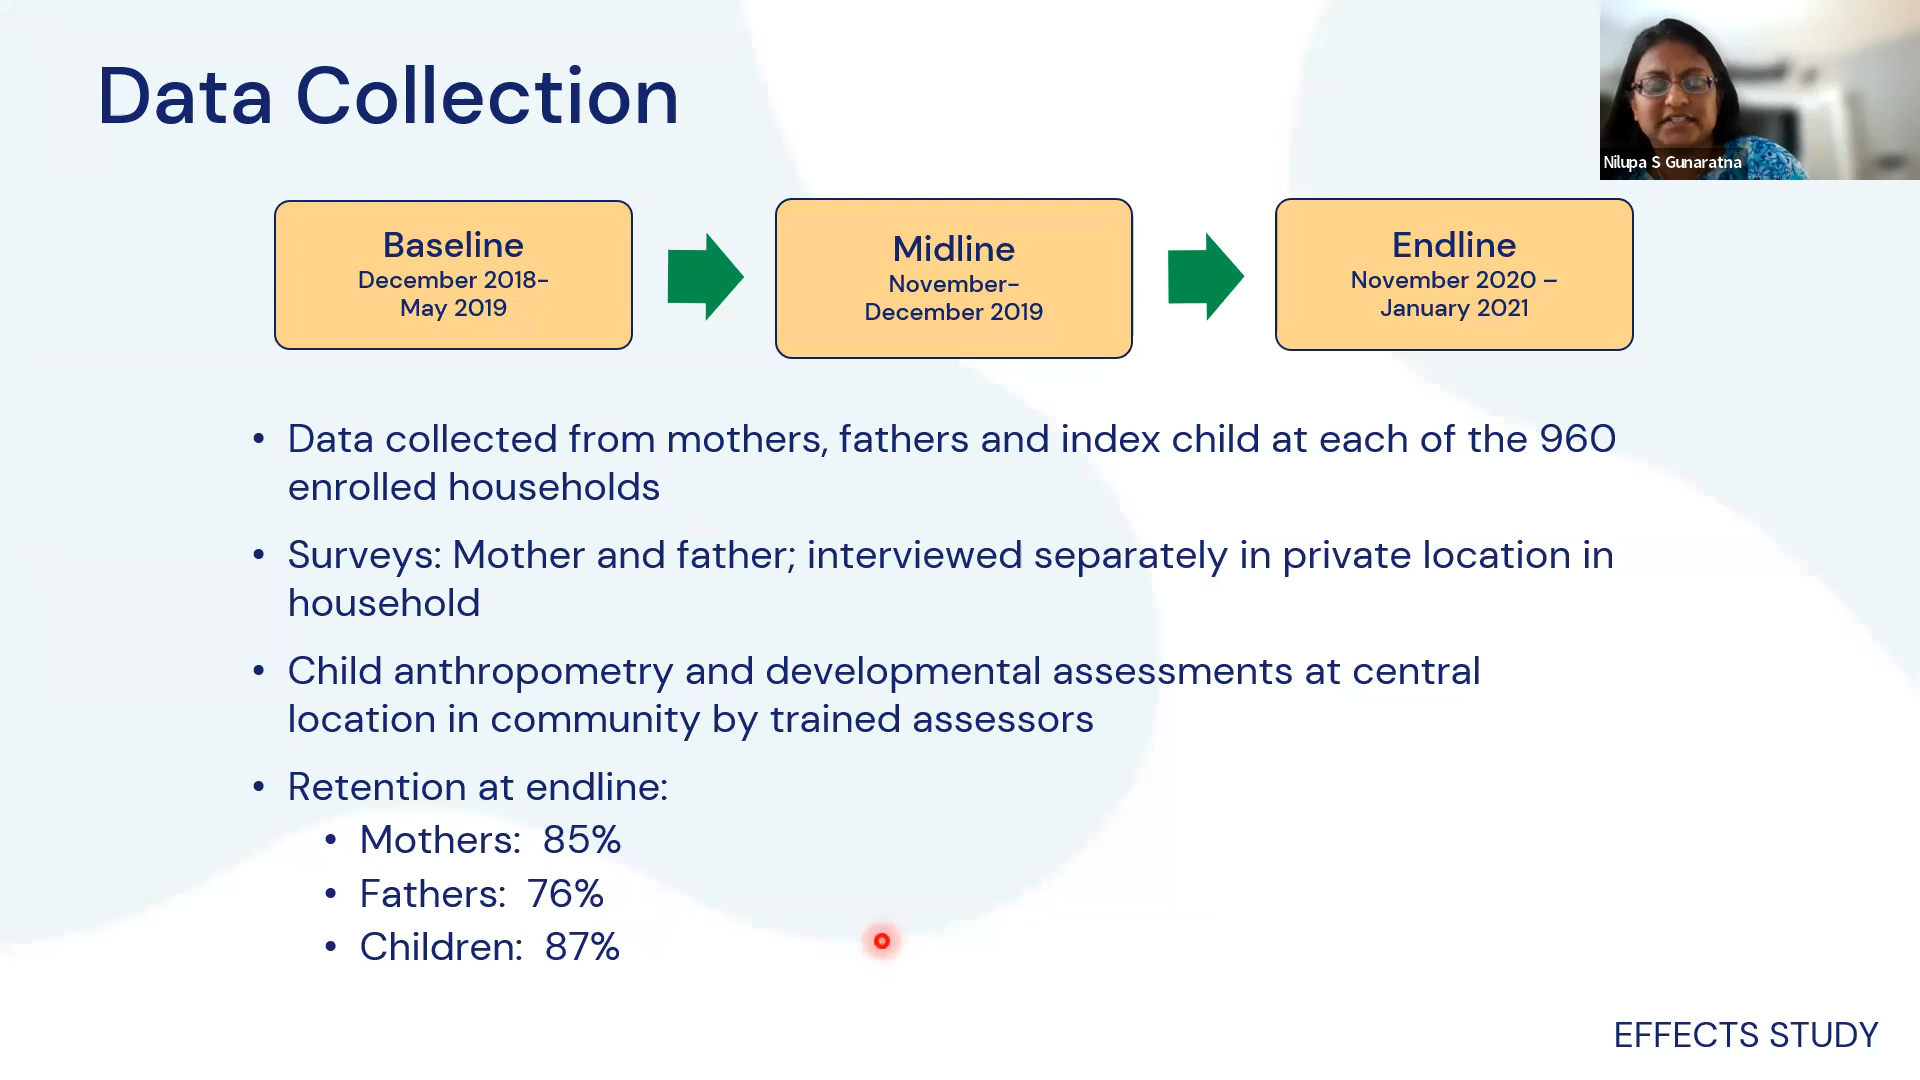 Data Collection
Nilupa S Gunaratna
Baseline
December 2018-
May 2019
Midline
November-
December 2019
Endline
November 2020 –
January 2021
• Data collected from mothers, fathers and index child at each of the 960
enrolled households
• Surveys: Mother and father; interviewed separately in private location in
household
• Child anthropometry and developmental assessments at central
location in community by trained assessors
• Retention at endline:
• Mothers: 85%
• Fathers: 76%
• Children: 87%
EFFECTS STUDY